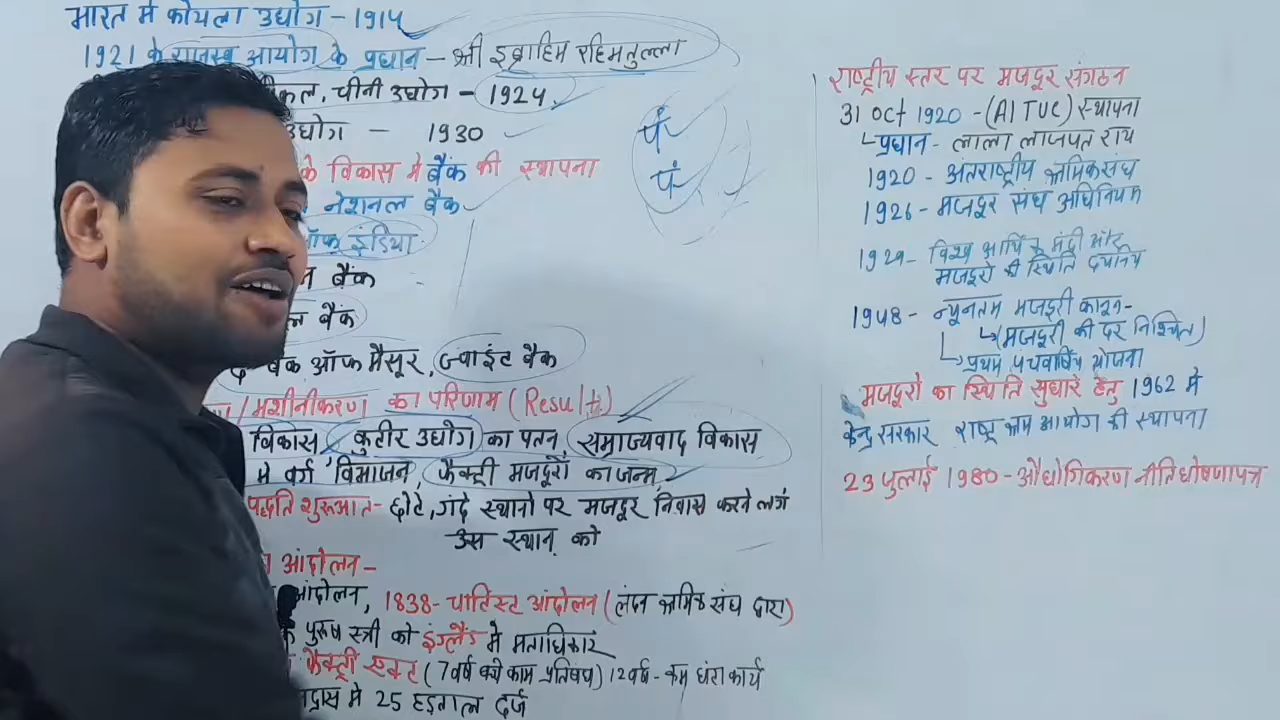 भारत मे कोयला उद्योग - 1914
1921 के राजस्व आयोग के प्रधान - श्री इब्राहिम रहिमतुल्ला
कल, चीनी उद्योग - 1924
उद्योग - 1930
के विकास मे बैंक की स्थापना
नेशनल बैंक
ऑफ इंडिया
बैंक
ल बैंक
बैंक ऑफ मैसूर, ज्वाइंट बैंक
/मशीनीकरण का परिणाम (Result)
विकास, कुटीर उद्योग का पतन, समाज्यवाद विकास
मे वर्ग विभाजन, फैक्ट्री मजदूरों का जन्म
पद्धति शुरूआत - छोटे, गंदे स्थानो पर मजदूर निवास करने लगे
उस स्थान को
आंदोलन -
आंदोलन, 1838 - चार्टिस्ट आंदोलन (लंदन श्रमिक संघ द्वारा)
पुरुष स्त्री को इंग्लैंड मे मताधिकार
फैक्ट्री एक्ट (7 वर्ष बच्चे काम प्रतिबंध) 12 वर्ष - कम घंटा कार्य
मद्रास मे 25 हड़ताल दर्ज
पं
पं
राष्ट्रीय स्तर पर मजदूर संगठन
31 oct 1920 - (AITUC) स्थापना
प्रधान - लाला लाजपत राय
1920 - अंतराष्ट्रीय श्रमिक संघ
1926 - मजदूर संघ अधिनियम
1929 - विश्व आर्थिक मंदी और
मजदूरो की स्थिति दयनिय
1948 - न्यूनतम मजदूरी कानून -
(मजदूरी की दर निश्चित)
प्रथम पंचवर्षिय योजना
मजदूरों का स्थिति सुधारे हेतु 1962 मे
केन्द्र सरकार राष्ट्र श्रम आयोग की स्थापना
23 जुलाई 1980 - औद्योगिकरण नीति घोषणापत्र